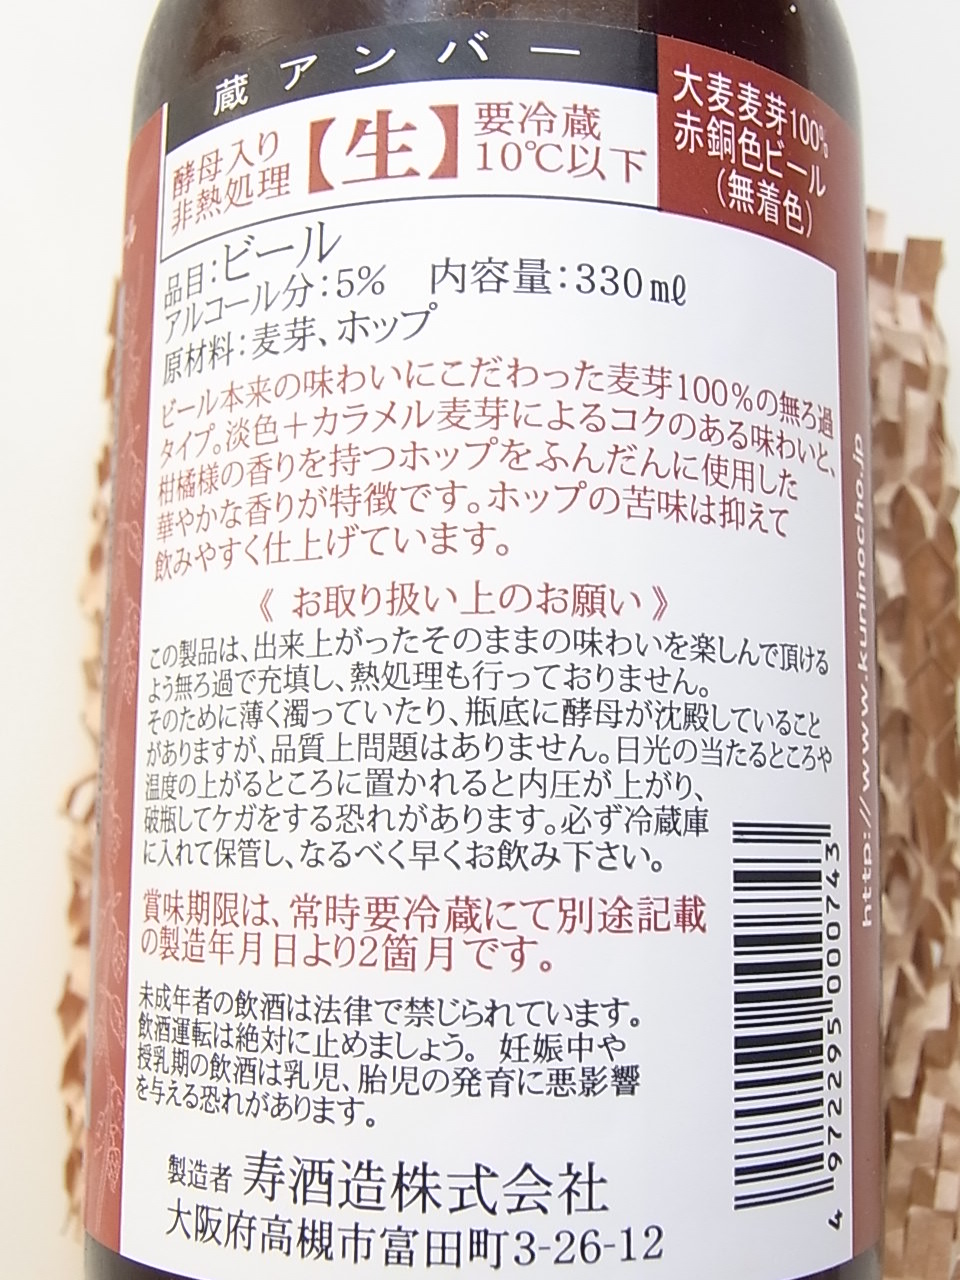 蔵アンバー
酵母入り
非熱処理
【生】
要冷蔵
10℃以下
大麦麦芽100%
赤銅色ビール
(無着色)
品目:ビール
アルコール分:5% 内容量:330mℓ
原材料:麦芽、ホップ
ビール本来の味わいにこだわった麦芽100%の無ろ過
タイプ。淡色+カラメル麦芽によるコクのある味わいと、
柑橘様の香りを持つホップをふんだんに使用した
華やかな香りが特徴です。ホップの苦味は抑えて
飲みやすく仕上げています。
《 お取り扱い上のお願い 》
この製品は、出来上がったそのままの味わいを楽しんで頂ける
よう無ろ過で充填し、熱処理も行っておりません。
そのために薄く濁っていたり、瓶底に酵母が沈殿していること
がありますが、品質上問題はありません。日光の当たるところや
温度の上がるところに置かれると内圧が上がり、
破瓶してケガをする恐れがあります。必ず冷蔵庫
に入れて保管し、なるべく早くお飲み下さい。
賞味期限は、常時要冷蔵にて別途記載
の製造年月日より2箇月です。
未成年者の飲酒は法律で禁じられています。
飲酒運転は絶対に止めましょう。 妊娠中や
授乳期の飲酒は乳児、胎児の発育に悪影響
を与える恐れがあります。
製造者 寿酒造株式会社
大阪府高槻市富田町3-26-12
4 972295 000743
http://www.kuninocho.jp